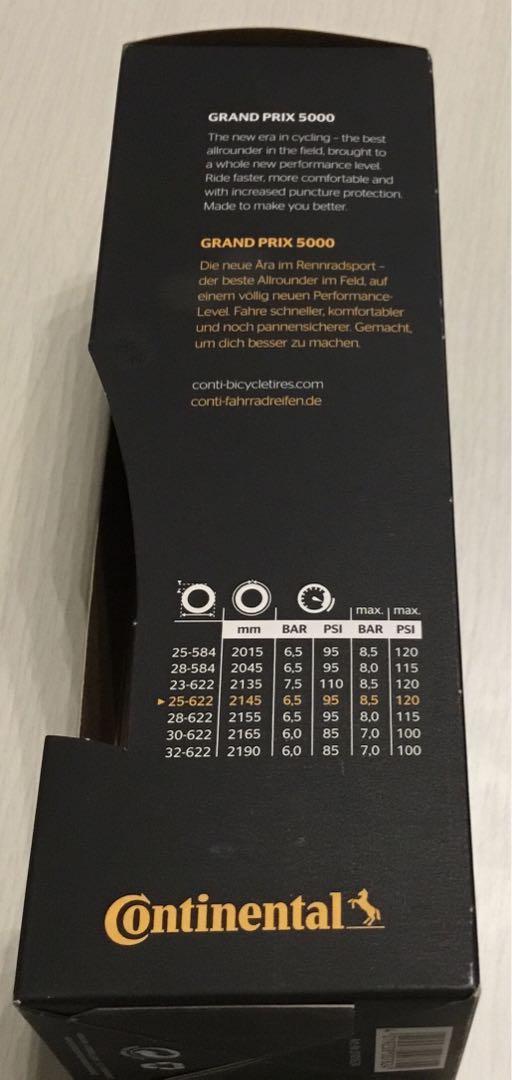 GRAND PRIX 5000
The new era in cycling – the best
allrounder in the field, brought to
a whole new performance level.
Ride faster, more comfortable and
with increased puncture protection.
Made to make you better.
GRAND PRIX 5000
Die neue Ära im Rennradsport –
der beste Allrounder im Feld, auf
einem völlig neuen Performance-
Level. Fahre schneller, komfortabler
und noch pannensicherer. Gemacht,
um dich besser zu machen.
conti-bicycletires.com
conti-fahrradreifen.de
max. max.
mm BAR PSI BAR PSI
25-584 2015 6,5 95 8,5 120
28-584 2045 6,5 95 8,0 115
23-622 2135 7,5 110 8,5 120
▸ 25-622 2145 6,5 95 8,5 120
28-622 2155 6,5 95 8,0 115
30-622 2165 6,0 85 7,0 100
32-622 2190 6,0 85 7,0 100
Continental